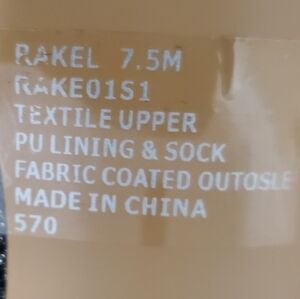 RAKEL 7.5M
RAKE01S1
TEXTILE UPPER
PU LINING & SOCK
FABRIC COATED OUTOSLE
MADE IN CHINA
570